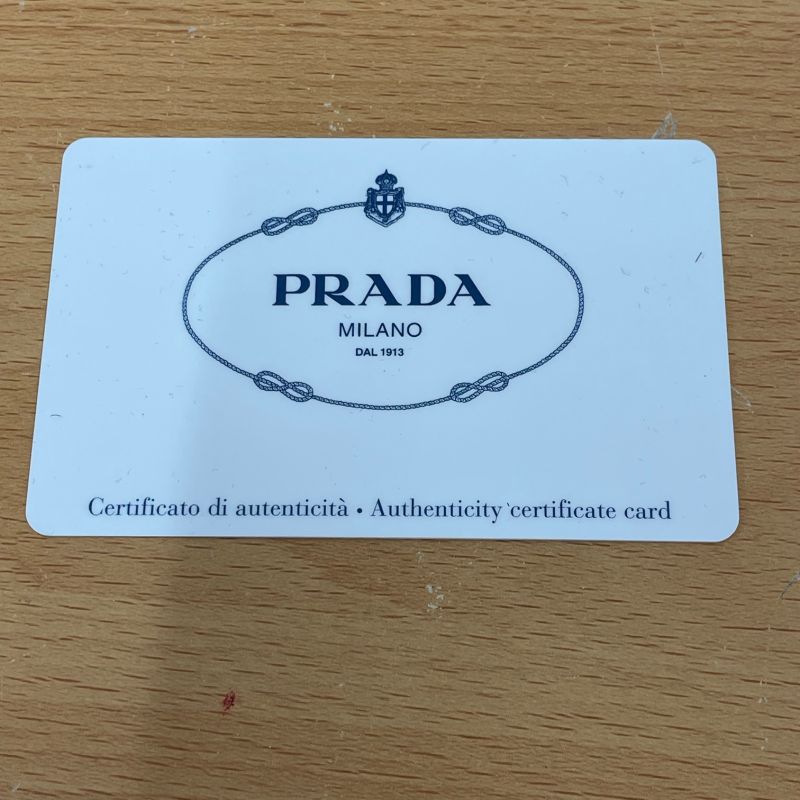 PRADA
MILANO
DAL 1913
Certificato di autenticità • Authenticity certificate card